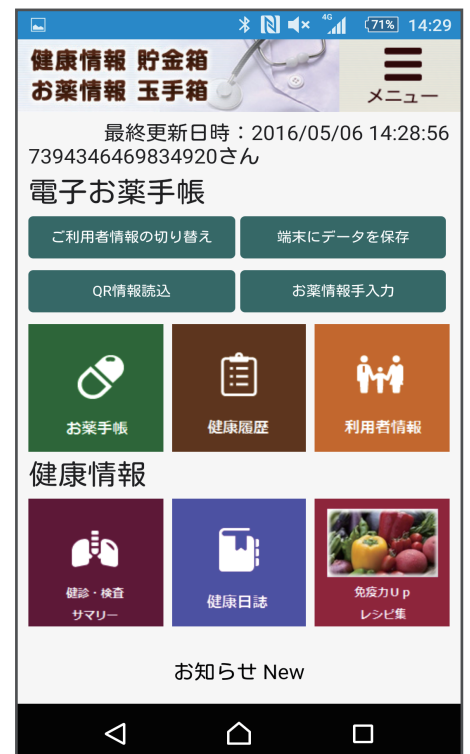 4G 71% 14:29
健康情報 貯金箱
お薬情報 玉手箱
メニュー
最終更新日時：2016/05/06 14:28:56
7394346469834920さん
電子お薬手帳
ご利用者情報の切り替え 端末にデータを保存
QR情報読込 お薬情報手入力
お薬手帳 健康履歴 利用者情報
健康情報
健診・検査
サマリー
健康日誌
免疫力Ｕｐ
レシピ集
お知らせ New